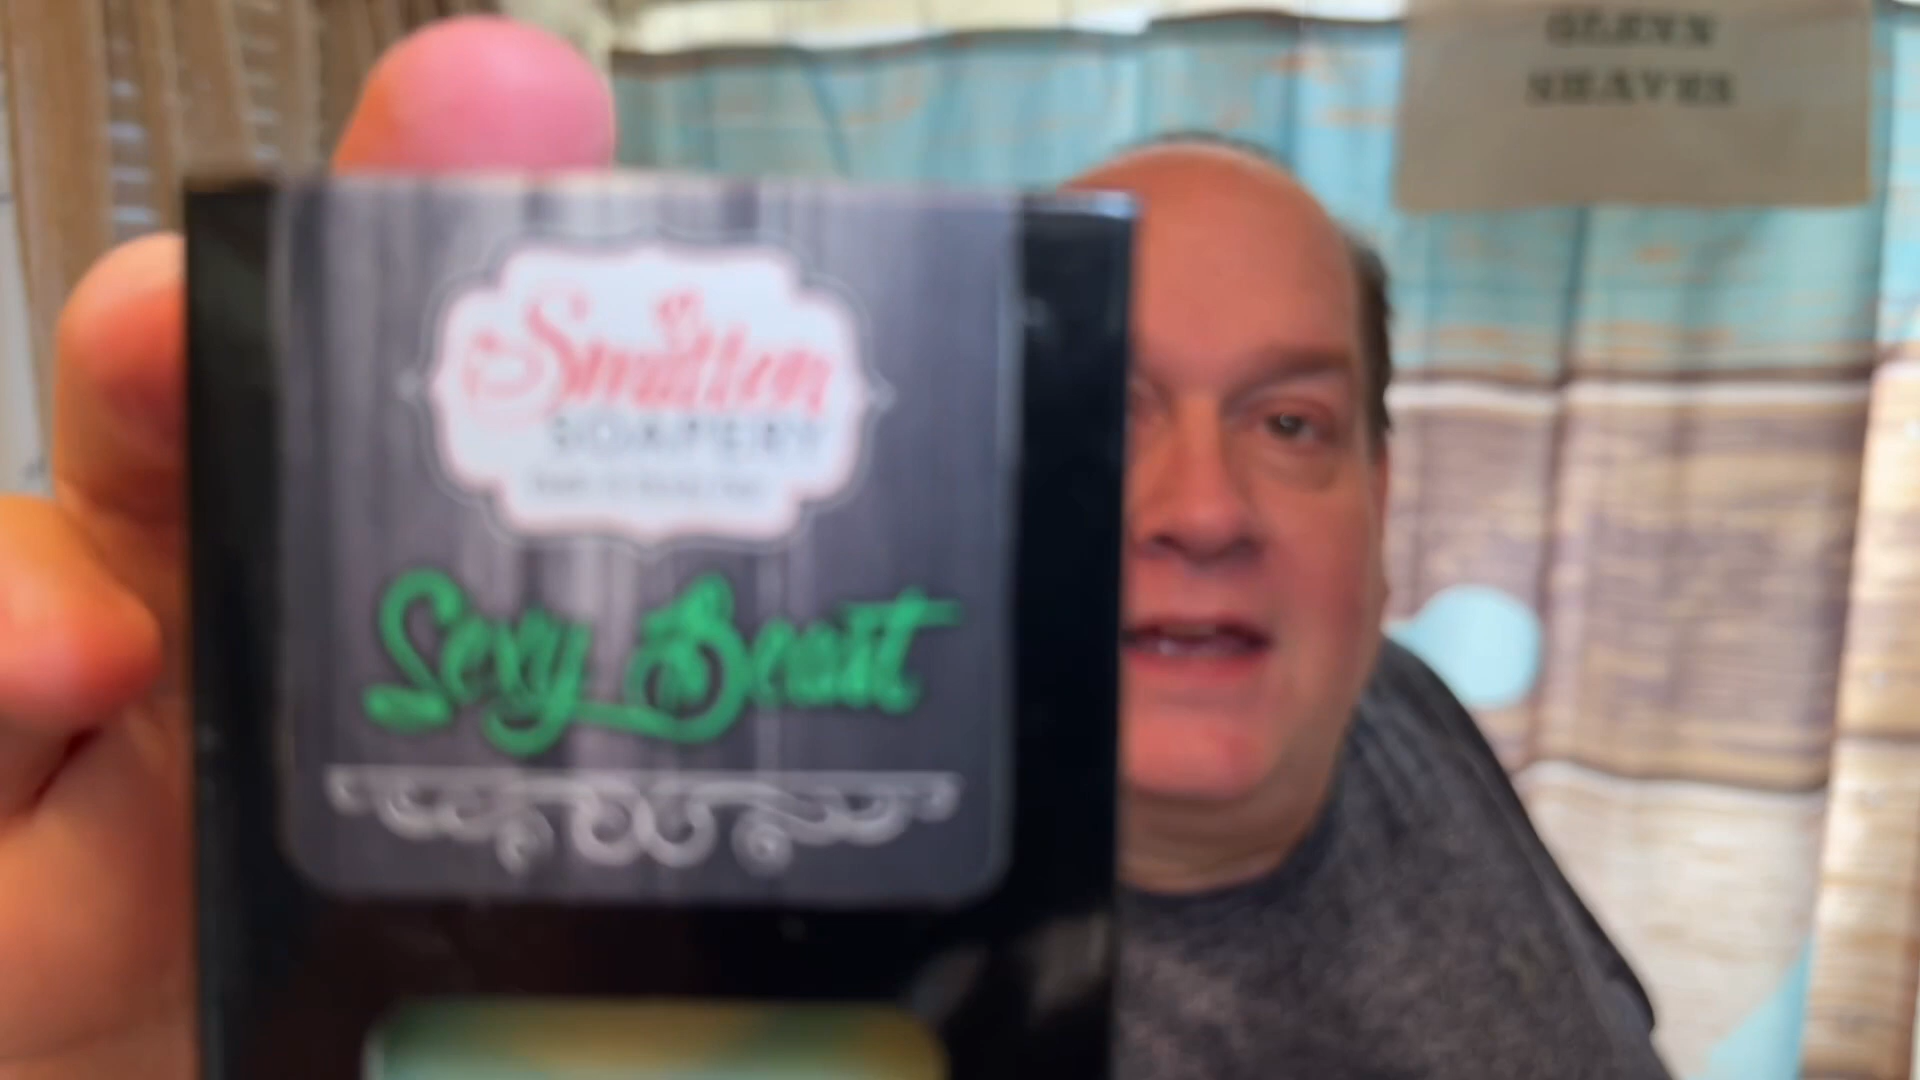 GLENN
SHAVES
Smitten
SOAPERY
Sexy Beast